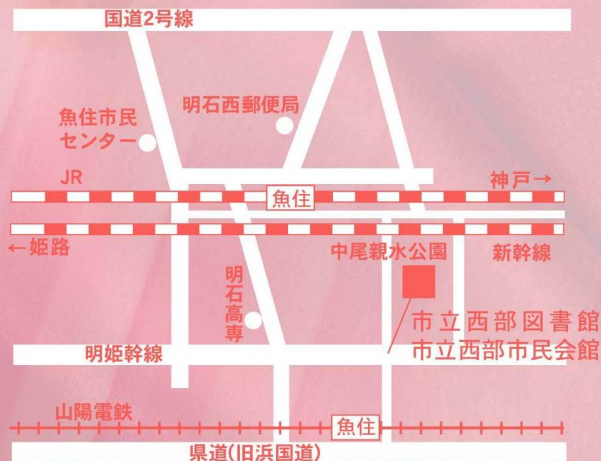 国道2号線
明石西郵便局
魚住市民
センター
JR
神戸→
魚住
←姫路
中尾親水公園
新幹線
明石高専
市立西部図書館
市立西部市民会館
明姫幹線
山陽電鉄
魚住
県道(旧浜国道)